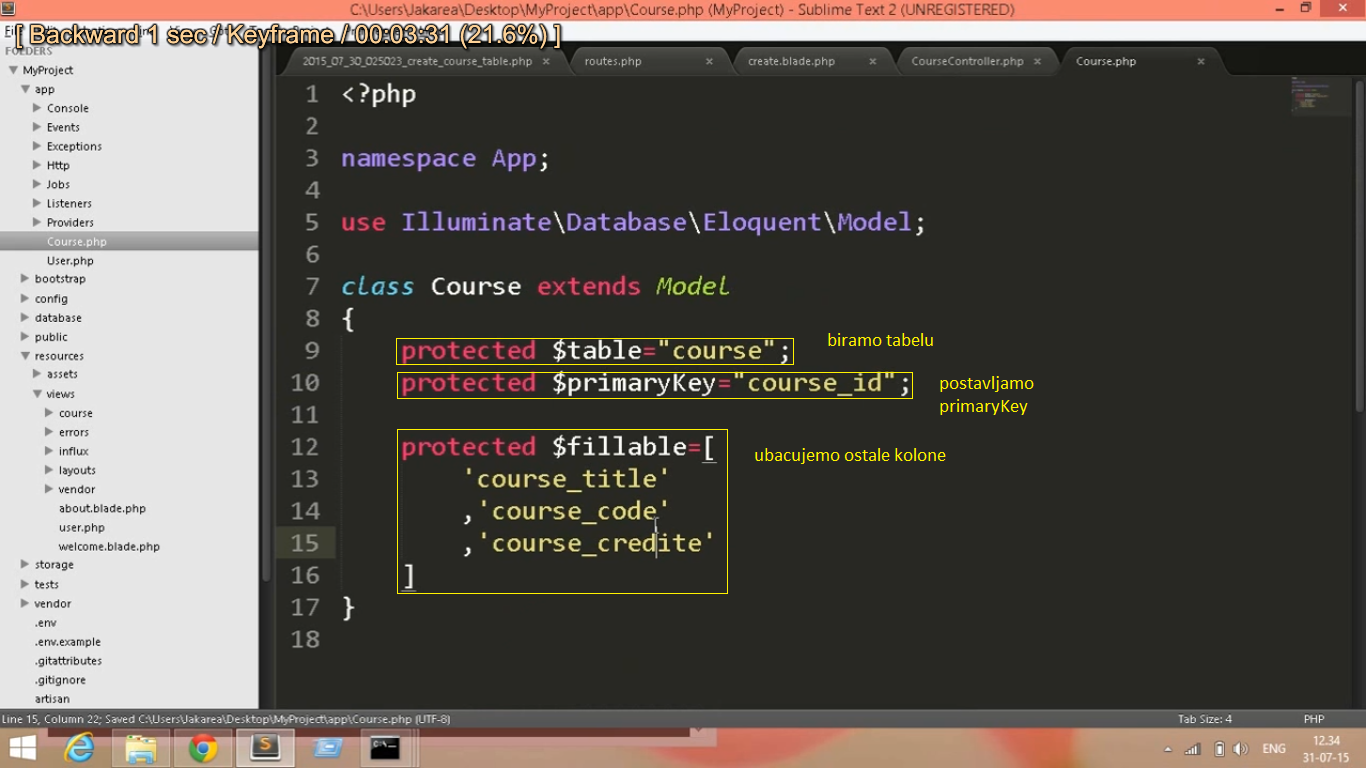 C:\Users\Jakarea\Desktop\MyProject\app\Course.php (MyProject) - Sublime Text 2 (UNREGISTERED)
[ Backward 1 sec / Keyframe / 00:03:31 (21.6%) ]
FOLDERS
MyProject
app
Console
Events
Exceptions
Http
Jobs
Listeners
Providers
Course.php
User.php
bootstrap
config
database
public
resources
assets
views
course
errors
influx
layouts
vendor
about.blade.php
user.php
welcome.blade.php
storage
tests
vendor
.env
.env.example
.gitattributes
.gitignore
artisan
2015_07_30_025023_create_course_table.php × routes.php × create.blade.php × CourseController.php × Course.php ×
1 <?php
2
3 namespace App;
4
5 use Illuminate\Database\Eloquent\Model;
6
7 class Course extends Model
8 {
9 protected $table="course"; biramo tabelu
10 protected $primaryKey="course_id"; postavljamo
primaryKey
11
12 protected $fillable=[ ubacujemo ostale kolone
13 'course_title'
14 ,'course_code'
15 ,'course_credite'
16 ]
17 }
18
Line 15, Column 22; Saved C:\Users\Jakarea\Desktop\MyProject\app\Course.php (UTF-8) Tab Size: 4 PHP
ENG 12.34
31-07-15